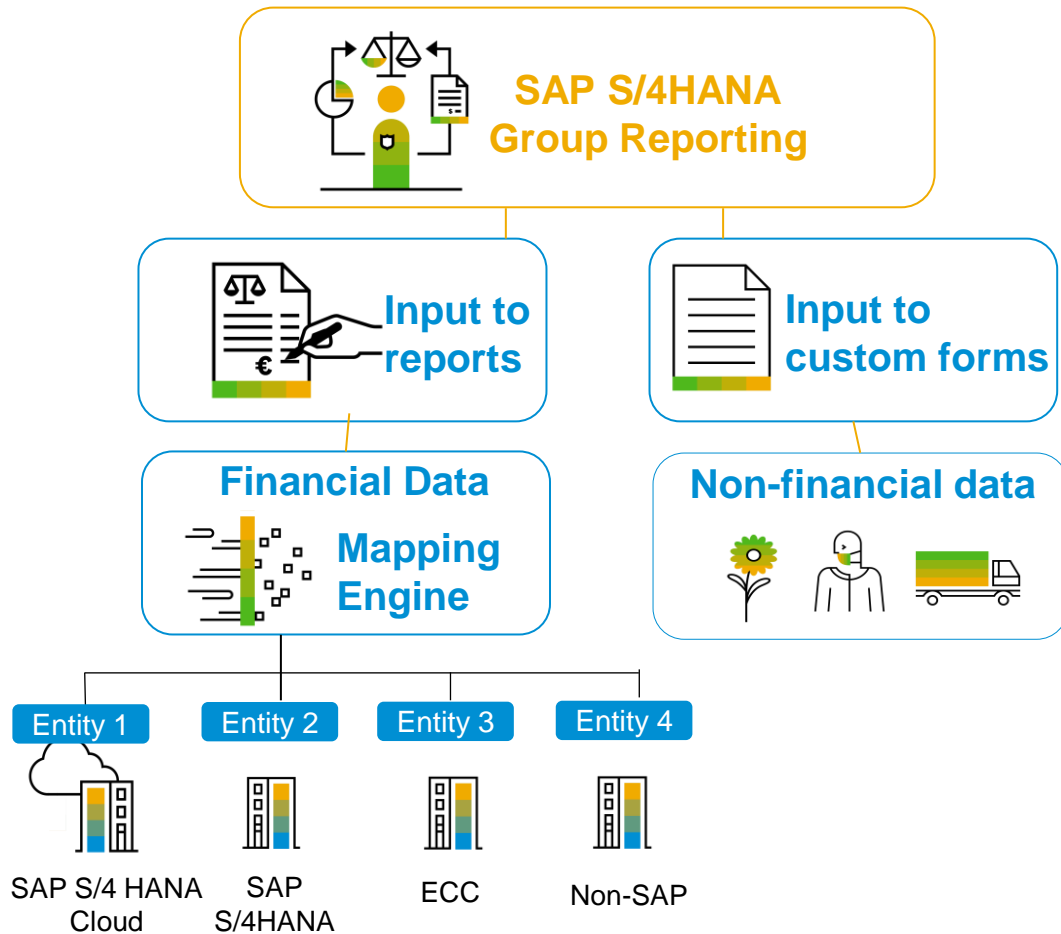 SAP S/4HANA
Group Reporting
Input to
reports
€
Input to
custom forms
Financial Data
Mapping
Engine
Non-financial data
Entity 1
Entity 2
Entity 3
Entity 4
SAP S/4 HANA
Cloud
SAP
S/4HANA
ECC
Non-SAP